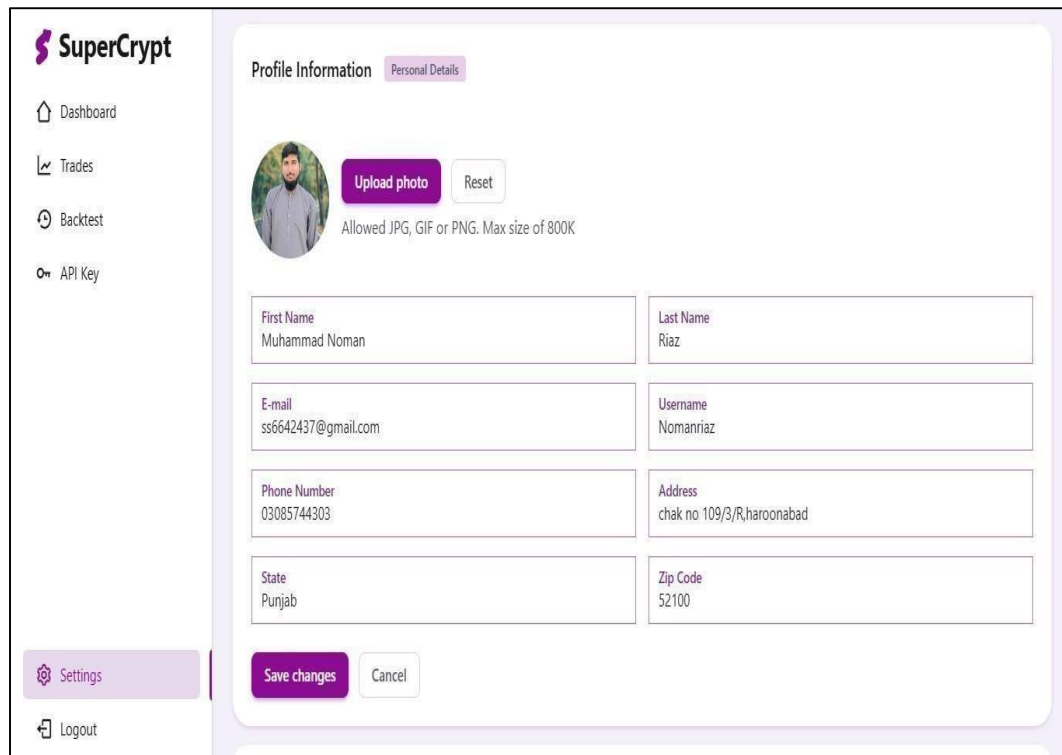 SuperCrypt
Dashboard
Trades
Backtest
API Key
Settings
Logout
Profile Information Personal Details
Upload photo Reset
Allowed JPG, GIF or PNG. Max size of 800K
First Name
Muhammad Noman
Last Name
Riaz
E-mail
ss6642437@gmail.com
Username
Nomanriaz
Phone Number
03085744303
Address
chak no 109/3/R,haroonabad
State
Punjab
Zip Code
52100
Save changes Cancel